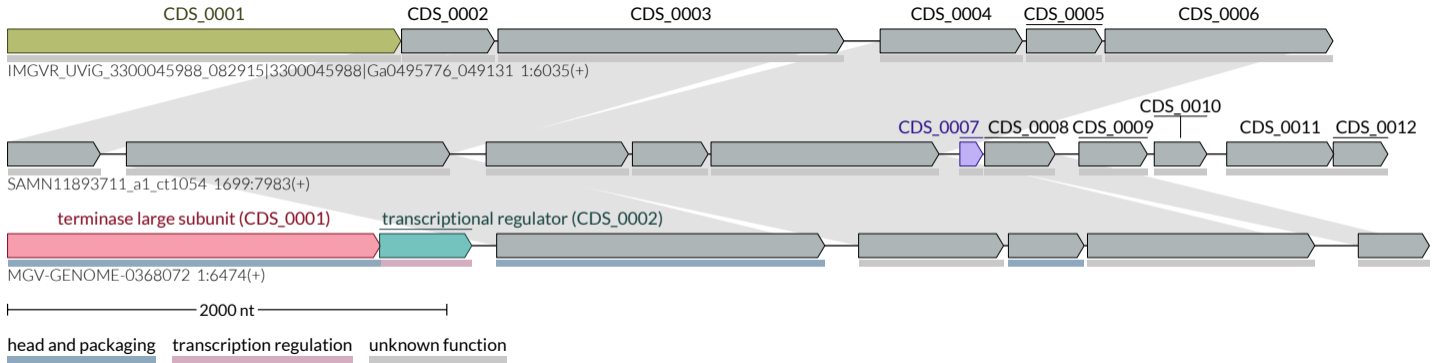 CDS_0001 CDS_0002 CDS_0003 CDS_0004 CDS_0005 CDS_0006
IMGVR_UViG_3300045988_082915|3300045988|Ga0495776_049131 1:6035(+)
CDS_0010
CDS_0007 CDS_0008 CDS_0009 CDS_0011 CDS_0012
SAMN11893711_a1_ct1054 1699:7983(+)
terminase large subunit (CDS_0001) transcriptional regulator (CDS_0002)
MGV-GENOME-0368072 1:6474(+)
2000 nt
head and packaging transcription regulation unknown function